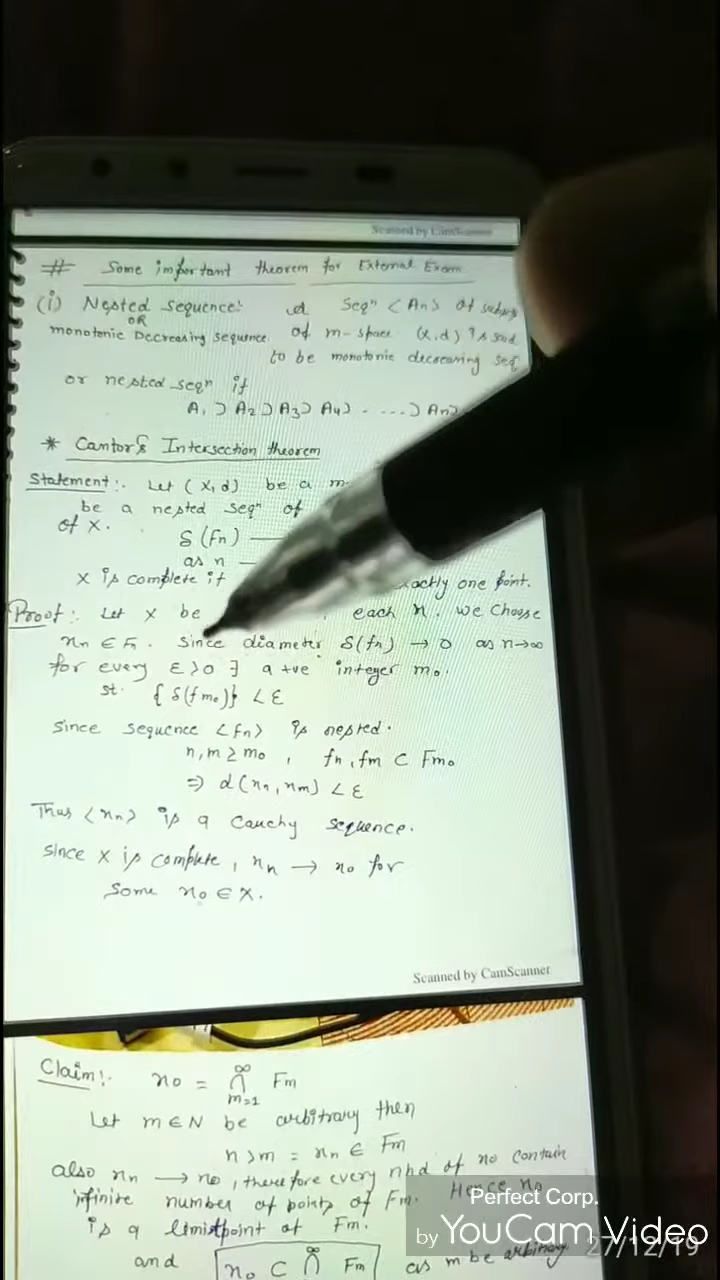 Scanned by CamScanner
# Some important theorem for External Exam
(i) Nested sequence:- A Seqn <An> of subsets
OR
monotonic Decreasing sequence of m-space (X,d) is said
to be monotonic decreasing seq
or nested seqn if
A1 ⊃ A2 ⊃ A3 ⊃ A4 ⊃ - ....⊃ An⊃
* Cantor's Intersection theorem
Statement:- Let (X,d) be a m-
be a nested seqn of
of X. δ(Fn) —
as n —
X is complete if exactly one point.
Proof:- Let X be each n. we choose
xn ∈ Fn. Since diameter δ(fn) → 0 as n→∞
for every ε>0 ∃ a +ve integer m0.
st. {δ(fm0)} < ε
since sequence <Fn> is nested.
n,m ≥ m0, fn, fm ⊂ Fm0
⇒ d(xn, xm) < ε
Thus <xn> is a Cauchy sequence.
since X is complete, xn → x0 for
some x0 ∈ X.
Scanned by CamScanner
Claim:- x0 = ∞∩m=1 Fm
Let m ∈ N be arbitrary then
n>m = xn ∈ Fm
also xn → x0, therefore every nhd of x0 contain
infinite number of points of Fm. Hence x0
is a limit point of Fm.
and x0 ⊂ ∞∩ Fm as m be arbitrary.
Perfect Corp.
by YouCam Video
27/12/19